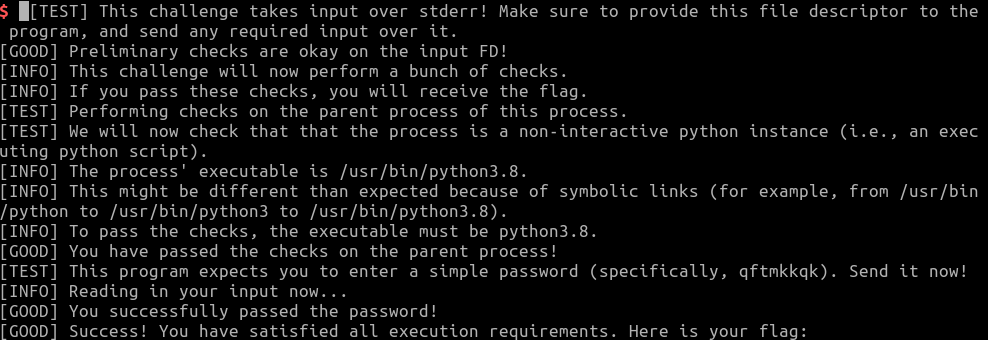 $ [TEST] This challenge takes input over stderr! Make sure to provide this file descriptor to the
 program, and send any required input over it.
[GOOD] Preliminary checks are okay on the input FD!
[INFO] This challenge will now perform a bunch of checks.
[INFO] If you pass these checks, you will receive the flag.
[TEST] Performing checks on the parent process of this process.
[TEST] We will now check that that the process is a non-interactive python instance (i.e., an exec
uting python script).
[INFO] The process' executable is /usr/bin/python3.8.
[INFO] This might be different than expected because of symbolic links (for example, from /usr/bin
/python to /usr/bin/python3 to /usr/bin/python3.8).
[INFO] To pass the checks, the executable must be python3.8.
[GOOD] You have passed the checks on the parent process!
[TEST] This program expects you to enter a simple password (specifically, qftmkkqk). Send it now!
[INFO] Reading in your input now...
[GOOD] You successfully passed the password!
[GOOD] Success! You have satisfied all execution requirements. Here is your flag: